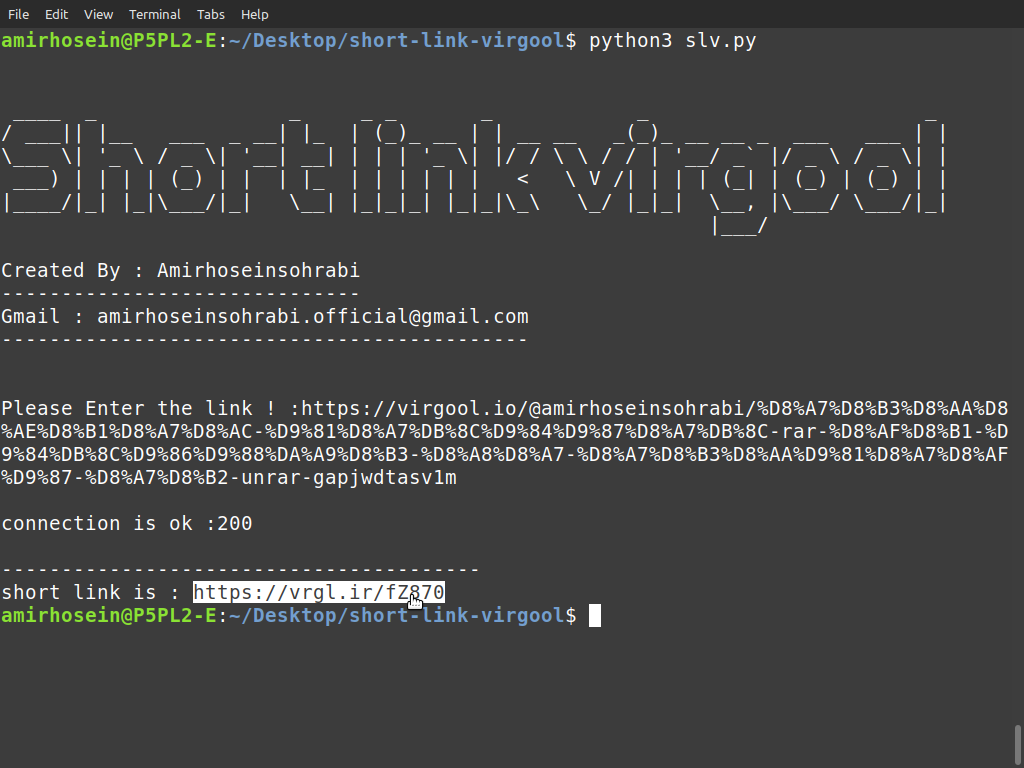 File Edit View Terminal Tabs Help
amirhosein@P5PL2-E:~/Desktop/short-link-virgool$ python3 slv.py
Short link virgool
Created By : Amirhoseinsohrabi
------------------------------
Gmail : amirhoseinsohrabi.official@gmail.com
--------------------------------------------
Please Enter the link ! :https://virgool.io/@amirhoseinsohrabi/%D8%A7%D8%B3%D8%AA%D8
%AE%D8%B1%D8%A7%D8%AC-%D9%81%D8%A7%DB%8C%D9%84%D9%87%D8%A7%DB%8C-rar-%D8%AF%D8%B1-%D
9%84%DB%8C%D9%86%D9%88%DA%A9%D8%B3-%D8%A8%D8%A7-%D8%A7%D8%B3%D8%AA%D9%81%D8%A7%D8%AF
%D9%87-%D8%A7%D8%B2-unrar-gapjwdtasv1m
connection is ok :200
----------------------------------------
short link is : https://vrgl.ir/fZ870
amirhosein@P5PL2-E:~/Desktop/short-link-virgool$